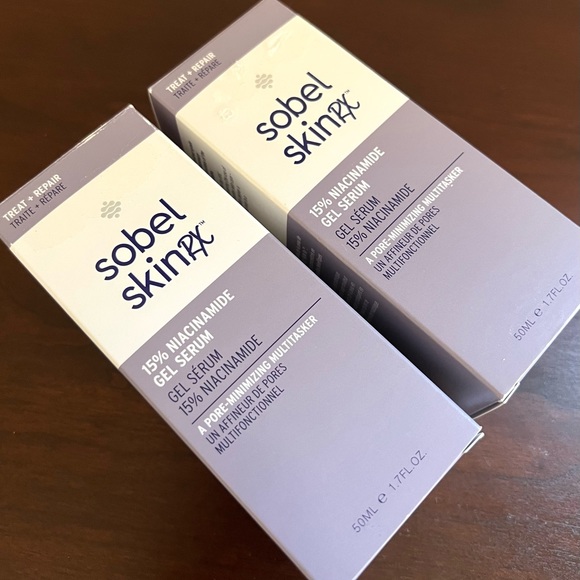 TREAT + REPAIR
TRAITE + RÉPARE
sobel
skinRx™
15% NIACINAMIDE
GEL SERUM
GEL SÉRUM
15% NIACINAMIDE
A PORE-MINIMIZING MULTITASKER
UN AFFINEUR DE PORES
MULTIFONCTIONNEL
50ML ℮ 1.7FL.OZ.
TREAT + REPAIR
TRAITE + RÉPARE
sobel
skinRx™
15% NIACINAMIDE
GEL SERUM
GEL SÉRUM
15% NIACINAMIDE
A PORE-MINIMIZING MULTITASKER
UN AFFINEUR DE PORES
MULTIFONCTIONNEL
50ML ℮ 1.7FL.OZ.